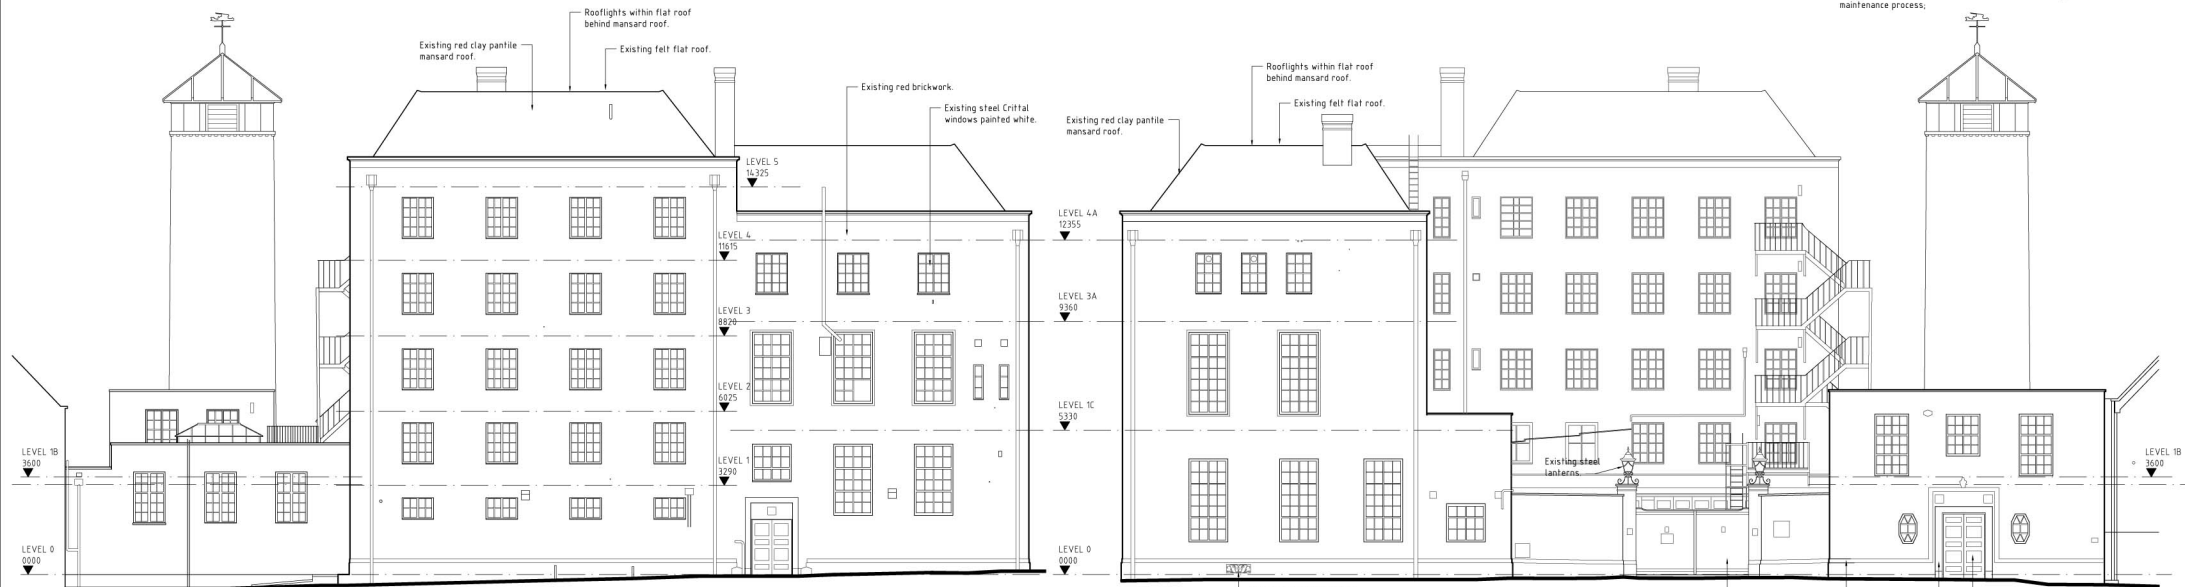 maintenance process;
Rooflights within flat roof
behind mansard roof.
Existing red clay pantile
mansard roof.
Existing felt flat roof.
Existing red brickwork.
Existing steel Crittal
windows painted white.
LEVEL 5
14325
LEVEL 4
11615
LEVEL 3
8820
LEVEL 2
6025
LEVEL 1
3290
LEVEL 1B
3600
LEVEL 0
0000
Rooflights within flat roof
behind mansard roof.
Existing felt flat roof.
Existing red clay pantile
mansard roof.
LEVEL 4A
12355
LEVEL 3A
9360
LEVEL 1C
5330
LEVEL 0
0000
Existing steel
lanterns.
LEVEL 1B
3600